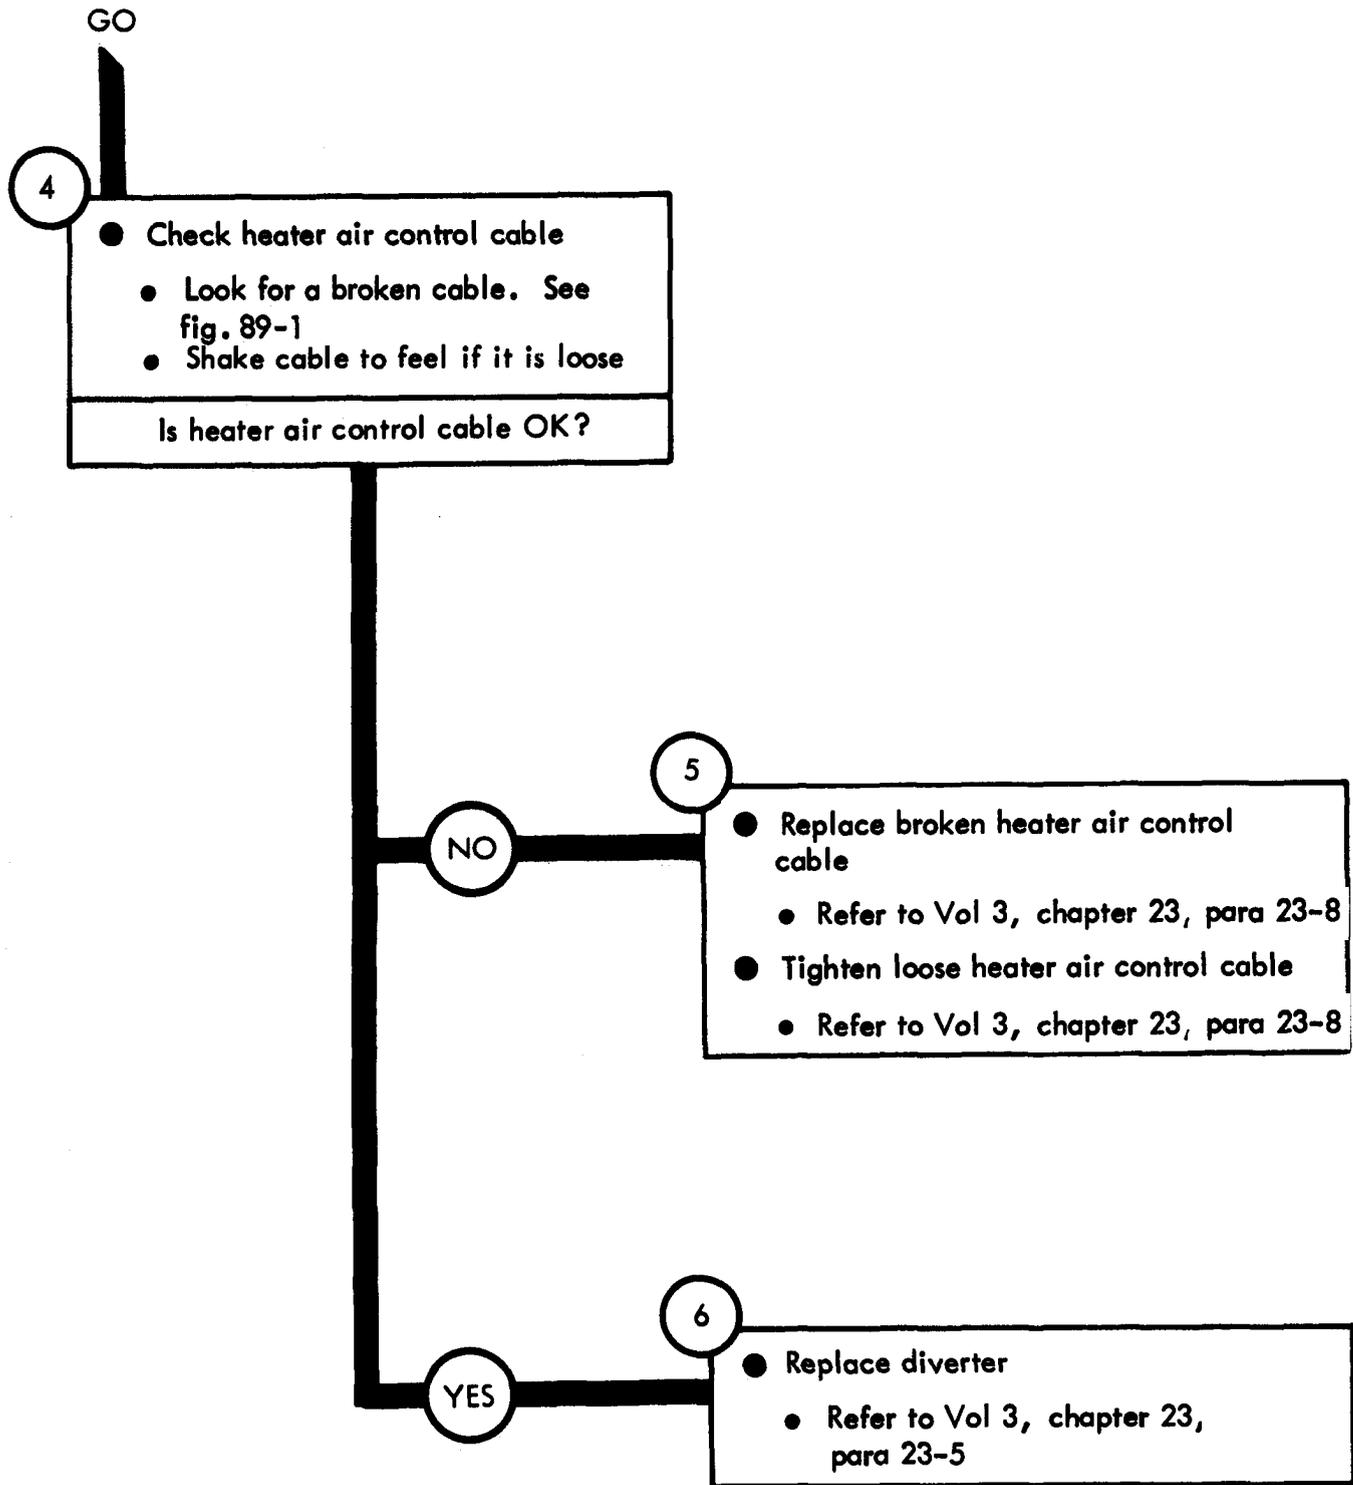 GO
4
● Check heater air control cable
● Look for a broken cable. See
fig. 89-1
● Shake cable to feel if it is loose
Is heater air control cable OK?
5
● Replace broken heater air control
cable
● Refer to Vol 3, chapter 23, para 23-8
● Tighten loose heater air control cable
● Refer to Vol 3, chapter 23, para 23-8
NO
6
● Replace diverter
● Refer to Vol 3, chapter 23,
para 23-5
YES